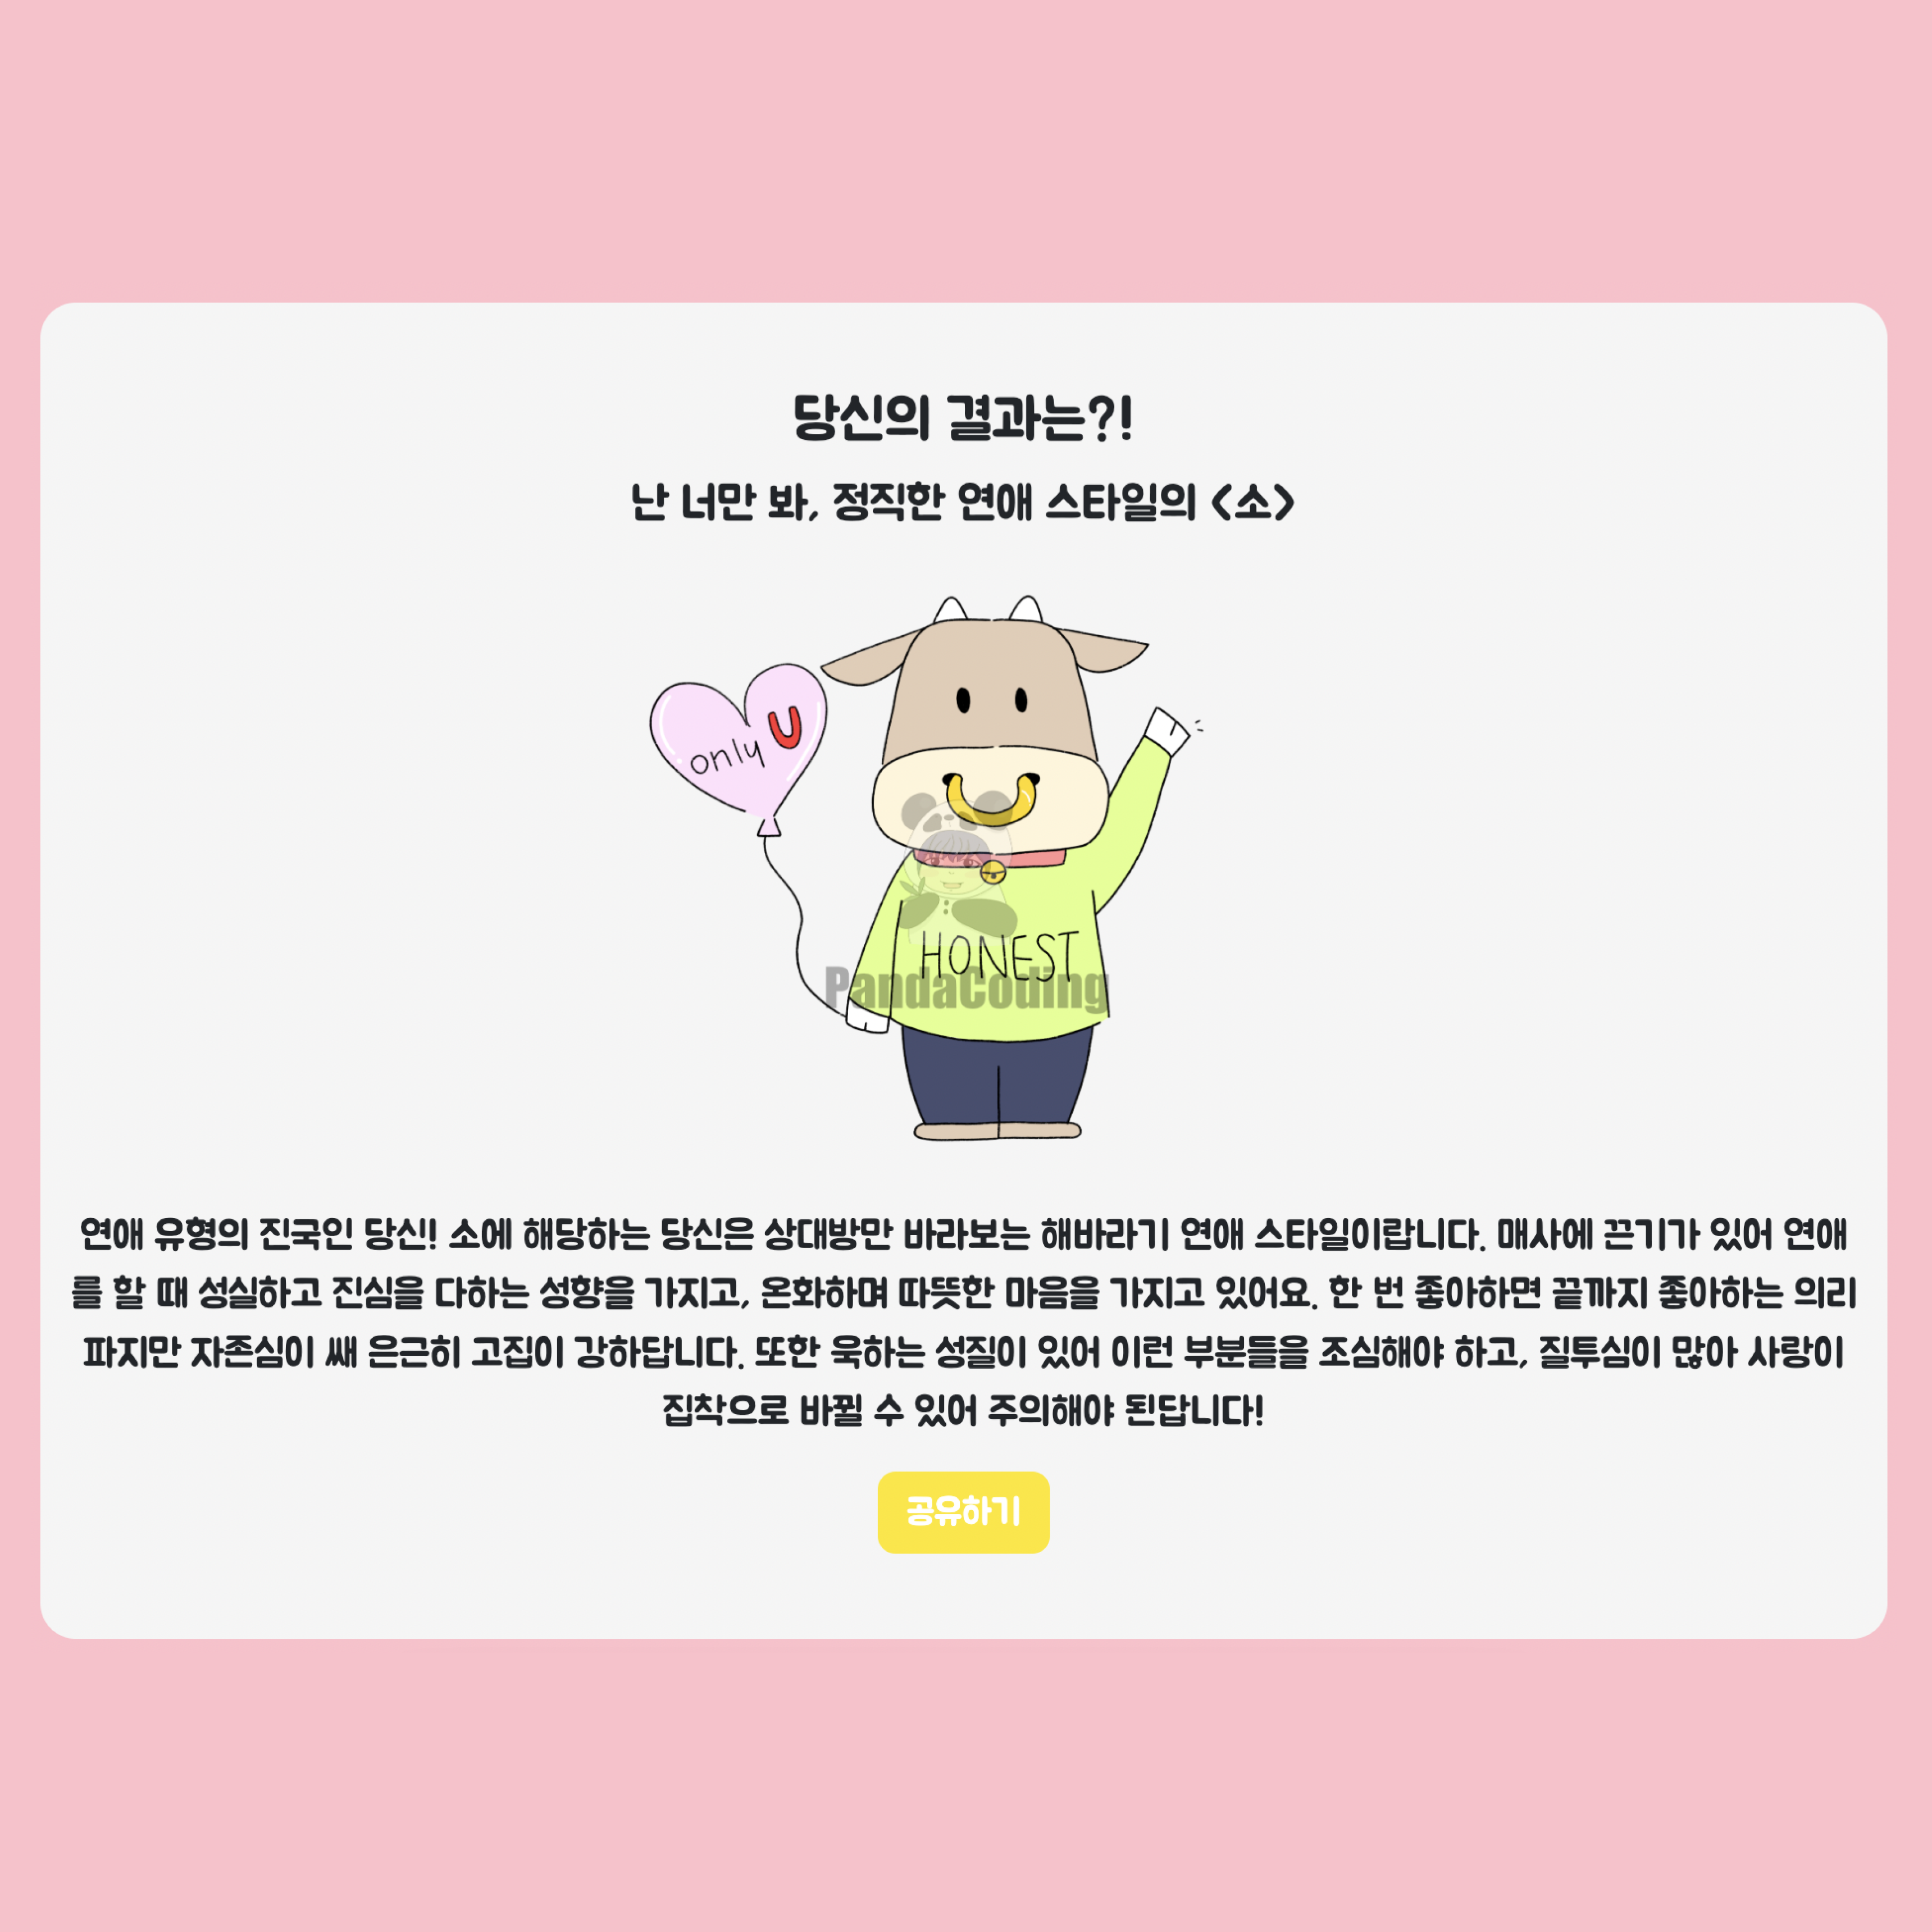 당신의 결과는?!
난 너만 봐, 정직한 연애 스타일의 <소>
only U
HONEST
PandaCoding
연애 유형의 진국인 당신! 소에 해당하는 당신은 상대방만 바라보는 해바라기 연애 스타일이랍니다. 매사에 끈기가 있어 연애
를 할 때 성실하고 진심을 다하는 성향을 가지고, 온화하며 따뜻한 마음을 가지고 있어요. 한 번 좋아하면 끝까지 좋아하는 의리
파지만 자존심이 쌔 은근히 고집이 강하답니다. 또한 욱하는 성질이 있어 이런 부분들을 조심해야 하고, 질투심이 많아 사랑이
집착으로 바뀔 수 있어 주의해야 된답니다!
공유하기